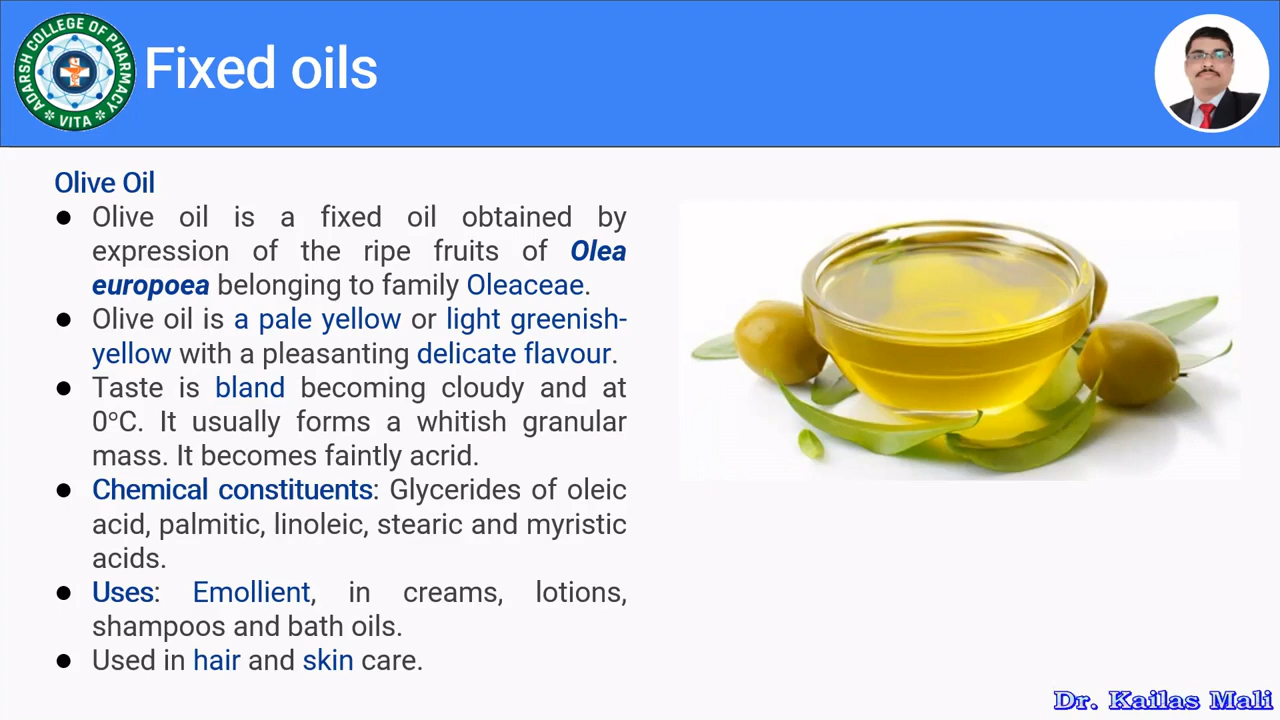 ADARSH COLLEGE OF PHARMACY
VITA
Fixed oils
Olive Oil
● Olive oil is a fixed oil obtained by
expression of the ripe fruits of Olea
europoea belonging to family Oleaceae.
● Olive oil is a pale yellow or light greenish-
yellow with a pleasanting delicate flavour.
● Taste is bland becoming cloudy and at
0°C. It usually forms a whitish granular
mass. It becomes faintly acrid.
● Chemical constituents: Glycerides of oleic
acid, palmitic, linoleic, stearic and myristic
acids.
● Uses: Emollient, in creams, lotions,
shampoos and bath oils.
● Used in hair and skin care.
Dr. Kailas Mali